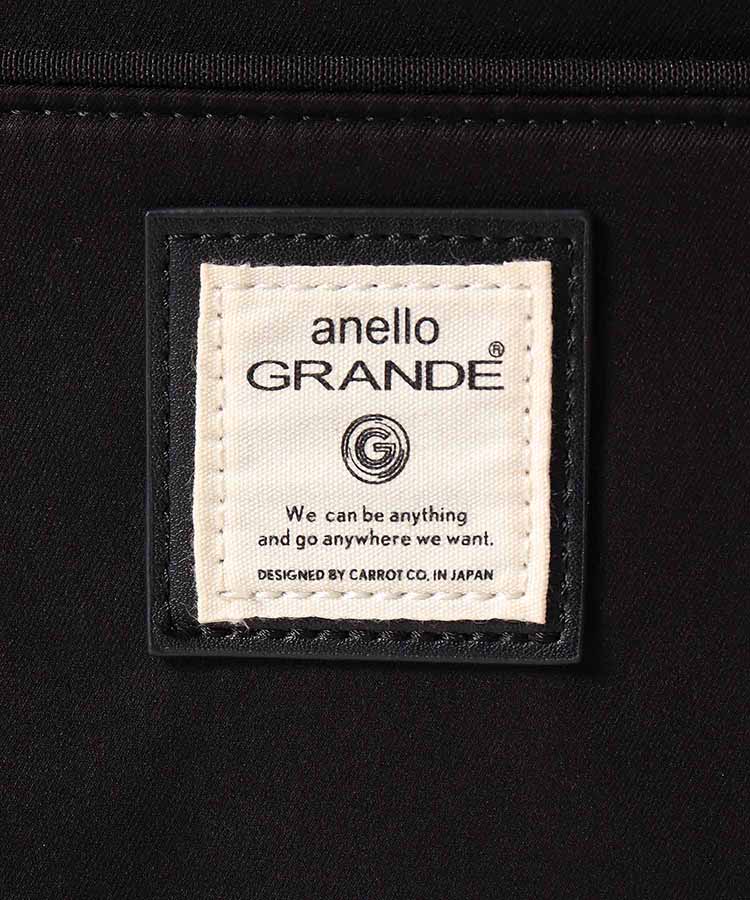 anello
GRANDE®
G
We can be anything
and go anywhere we want.
DESIGNED BY CARROT CO. IN JAPAN